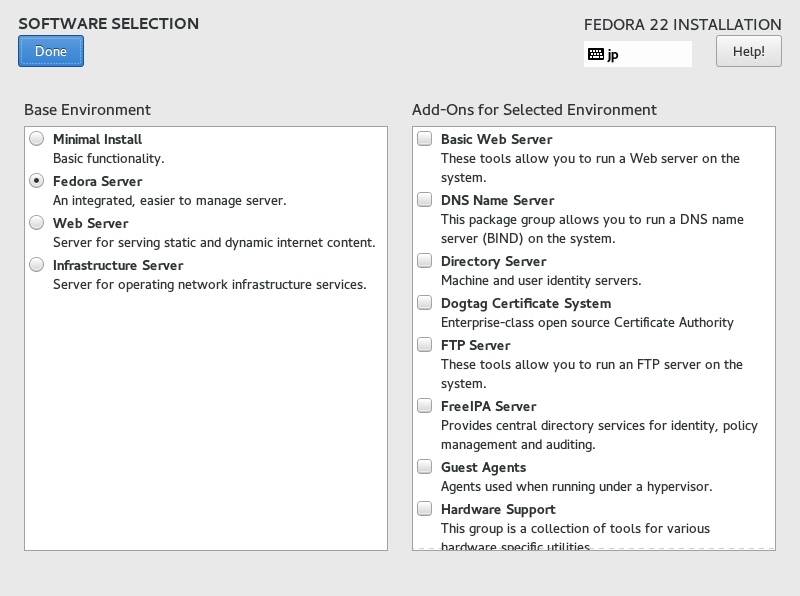 SOFTWARE SELECTION
FEDORA 22 INSTALLATION
Done
jp
Help!
Base Environment
Minimal Install
Basic functionality.
Fedora Server
An integrated, easier to manage server.
Web Server
Server for serving static and dynamic internet content.
Infrastructure Server
Server for operating network infrastructure services.
Add-Ons for Selected Environment
Basic Web Server
These tools allow you to run a Web server on the
system.
DNS Name Server
This package group allows you to run a DNS name
server (BIND) on the system.
Directory Server
Machine and user identity servers.
Dogtag Certificate System
Enterprise-class open source Certificate Authority
FTP Server
These tools allow you to run an FTP server on the
system.
FreeIPA Server
Provides central directory services for identity, policy
management and auditing.
Guest Agents
Agents used when running under a hypervisor.
Hardware Support
This group is a collection of tools for various
hardware specific utilities.